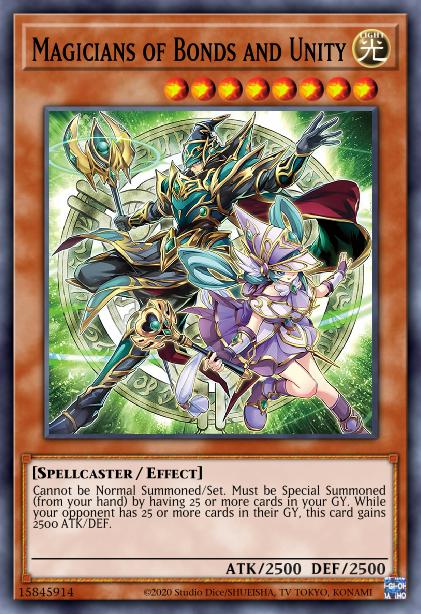 Magicians of Bonds and Unity
LIGHT
光
[Spellcaster / Effect]
Cannot be Normal Summoned/Set. Must be Special Summoned
(from your hand) by having 25 or more cards in your GY. While
your opponent has 25 or more cards in their GY, this card gains
2500 ATK/DEF.
ATK/2500 DEF/2500
15845914
©2020 Studio Dice/SHUEISHA, TV TOKYO, KONAMI